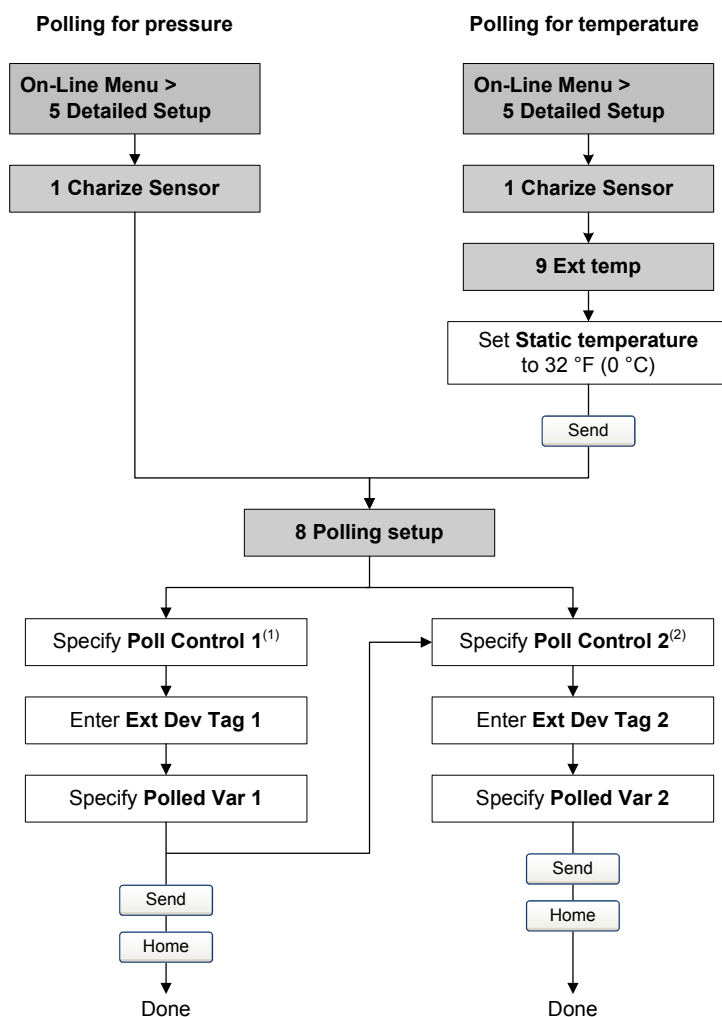 Polling for pressure
Polling for temperature
On-Line Menu >
5 Detailed Setup
On-Line Menu >
5 Detailed Setup
1 Charize Sensor
1 Charize Sensor
9 Ext temp
Set Static temperature
to 32 °F (0 °C)
Send
8 Polling setup
Specify Poll Control 1(1)
Specify Poll Control 2(2)
Enter Ext Dev Tag 1
Enter Ext Dev Tag 2
Specify Polled Var 1
Specify Polled Var 2
Send
Home
Done
Send
Home
Done